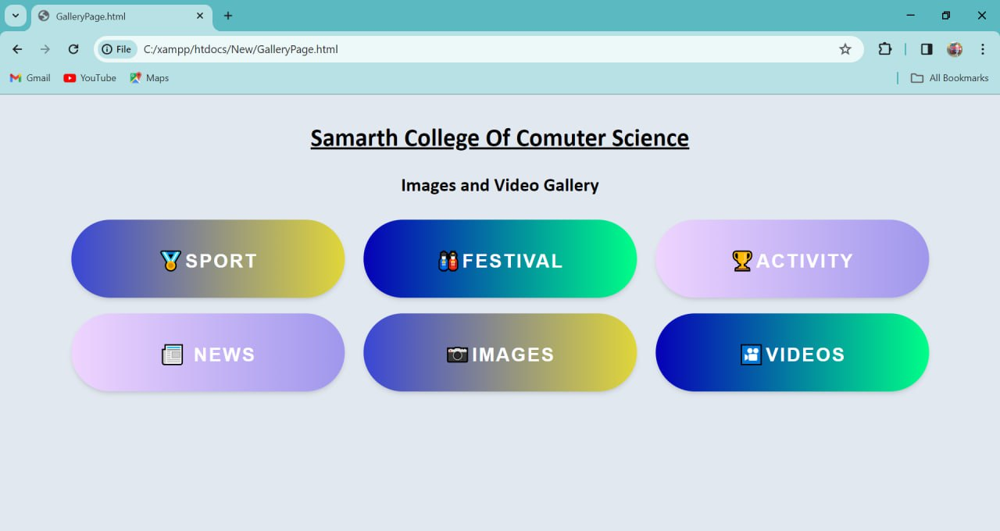 GalleryPage.html
File C:/xampp/htdocs/New/GalleryPage.html
Gmail YouTube Maps All Bookmarks
Samarth College Of Comuter Science
Images and Video Gallery
SPORT FESTIVAL ACTIVITY
NEWS IMAGES VIDEOS